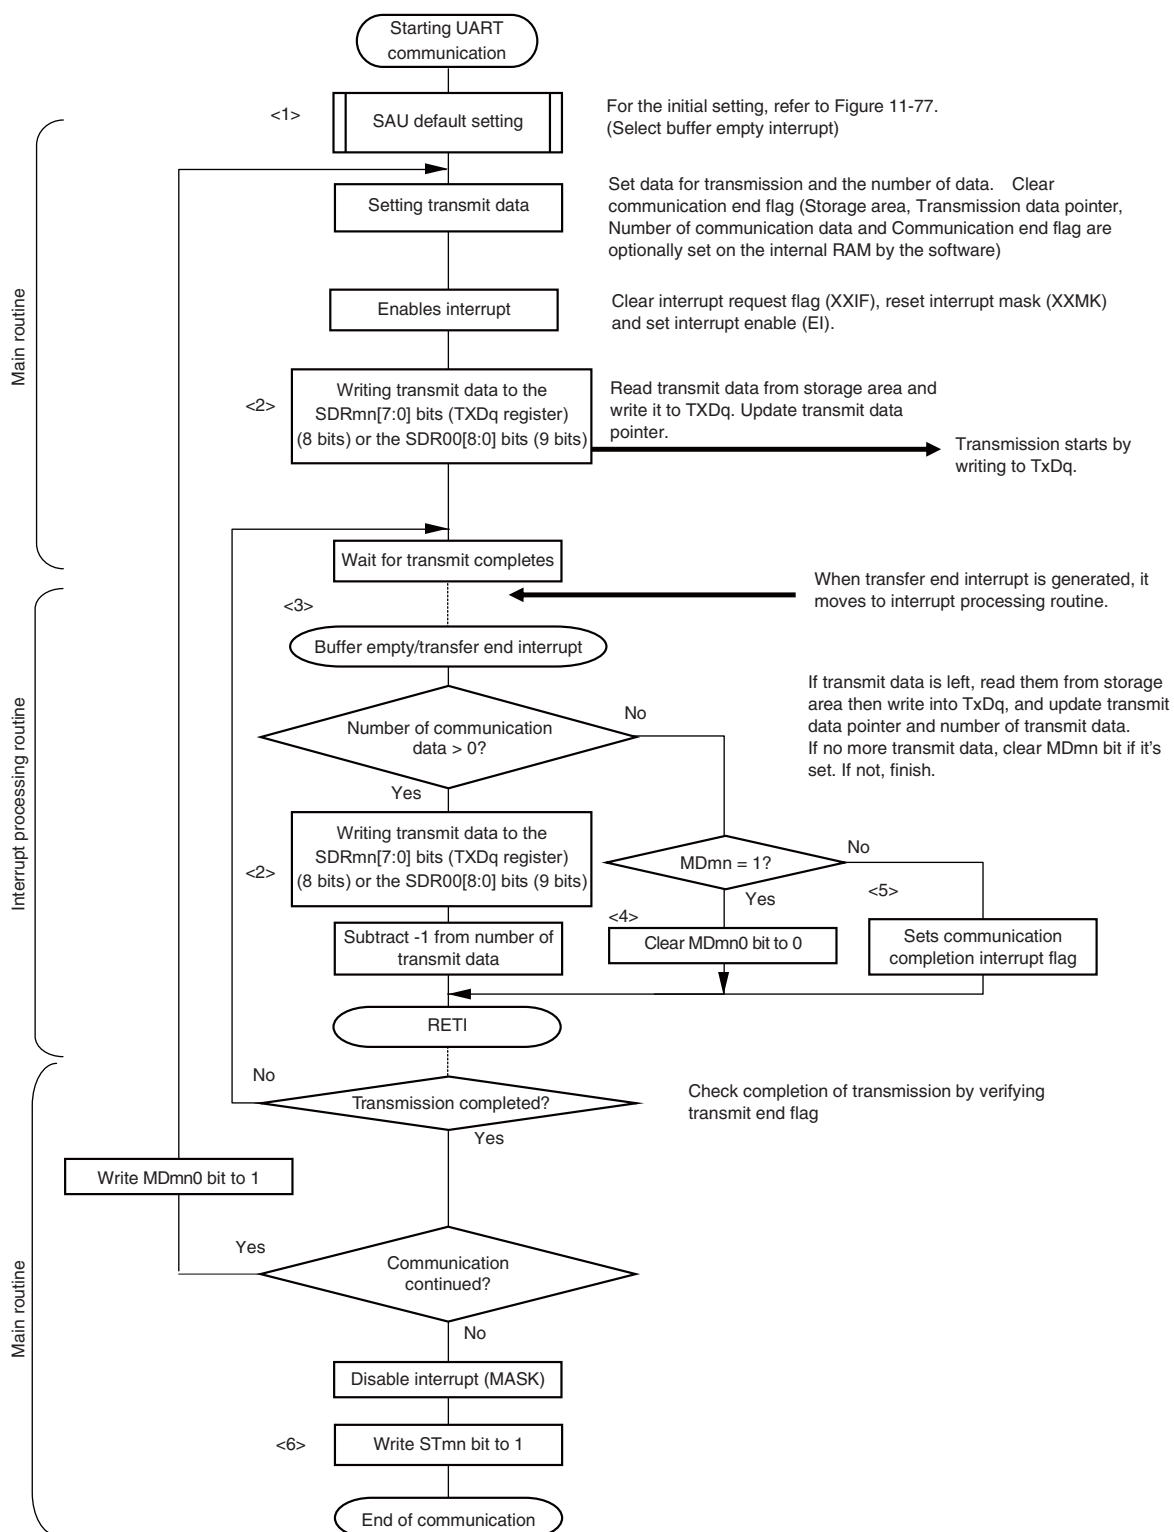 Starting UART
communication
<1>
SAU default setting
For the initial setting, refer to Figure 11-77.
(Select buffer empty interrupt)
Setting transmit data
Set data for transmission and the number of data. Clear
communication end flag (Storage area, Transmission data pointer,
Number of communication data and Communication end flag are
optionally set on the internal RAM by the software)
Main routine
Enables interrupt
Clear interrupt request flag (XXIF), reset interrupt mask (XXMK)
and set interrupt enable (EI).
<2>
Writing transmit data to the
SDRmn[7:0] bits (TXDq register)
(8 bits) or the SDR00[8:0] bits (9 bits)
Read transmit data from storage area and
write it to TXDq. Update transmit data
pointer.
Transmission starts by
writing to TxDq.
Wait for transmit completes
When transfer end interrupt is generated, it
moves to interrupt processing routine.
<3>
Buffer empty/transfer end interrupt
Interrupt processing routine
Number of communication
data > 0?
No
Yes
If transmit data is left, read them from storage
area then write into TxDq, and update transmit
data pointer and number of transmit data.
If no more transmit data, clear MDmn bit if it's
set. If not, finish.
<2>
Writing transmit data to the
SDRmn[7:0] bits (TXDq register)
(8 bits) or the SDR00[8:0] bits (9 bits)
MDmn = 1?
No
Yes
<4>
<5>
Subtract -1 from number of
transmit data
Clear MDmn0 bit to 0
Sets communication
completion interrupt flag
RETI
No
Transmission completed?
Yes
Check completion of transmission by verifying
transmit end flag
Write MDmn0 bit to 1
Main routine
Yes
Communication
continued?
No
Disable interrupt (MASK)
<6>
Write STmn bit to 1
End of communication